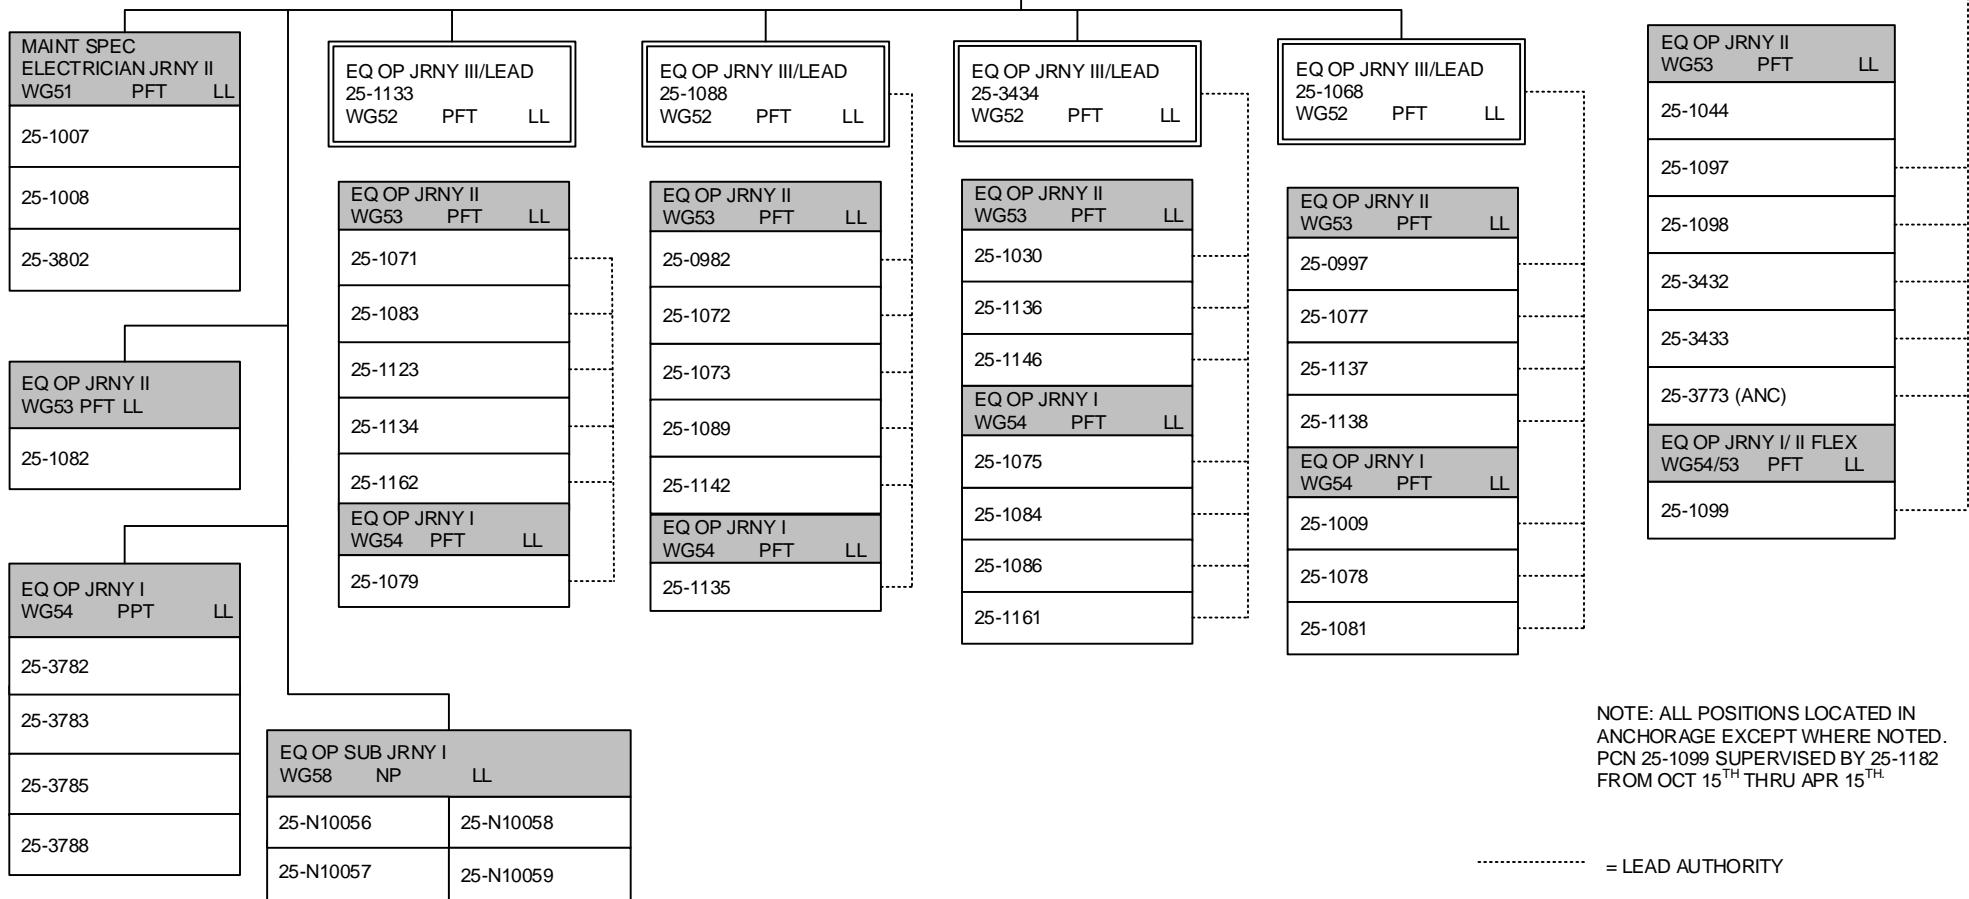 MAINT SPEC
ELECTRICIAN JRNY II
WG51 PFT LL
25-1007
25-1008
25-3802
EQ OP JRNY II
WG53 PFT LL
25-1082
EQ OP JRNY I
WG54 PPT LL
25-3782
25-3783
25-3785
25-3788
EQ OP SUB JRNY I
WG58 NP LL
25-N10056 25-N10058
25-N10057 25-N10059
EQ OP JRNY III/LEAD
25-1133
WG52 PFT LL
EQ OP JRNY II
WG53 PFT LL
25-1071
25-1083
25-1123
25-1134
25-1162
EQ OP JRNY I
WG54 PFT LL
25-1079
EQ OP JRNY III/LEAD
25-1088
WG52 PFT LL
EQ OP JRNY II
WG53 PFT LL
25-0982
25-1072
25-1073
25-1089
25-1142
EQ OP JRNY I
WG54 PFT LL
25-1135
EQ OP JRNY III/LEAD
25-3434
WG52 PFT LL
EQ OP JRNY II
WG53 PFT LL
25-1030
25-1136
25-1146
EQ OP JRNY I
WG54 PFT LL
25-1075
25-1084
25-1086
25-1161
EQ OP JRNY III/LEAD
25-1068
WG52 PFT LL
EQ OP JRNY II
WG53 PFT LL
25-0997
25-1077
25-1137
25-1138
EQ OP JRNY I
WG54 PFT LL
25-1009
25-1078
25-1081
EQ OP JRNY II
WG53 PFT LL
25-1044
25-1097
25-1098
25-3432
25-3433
25-3773 (ANC)
EQ OP JRNY I/ II FLEX
WG54/53 PFT LL
25-1099
NOTE: ALL POSITIONS LOCATED IN
ANCHORAGE EXCEPT WHERE NOTED.
PCN 25-1099 SUPERVISED BY 25-1182
FROM OCT 15TH THRU APR 15TH.
= LEAD AUTHORITY